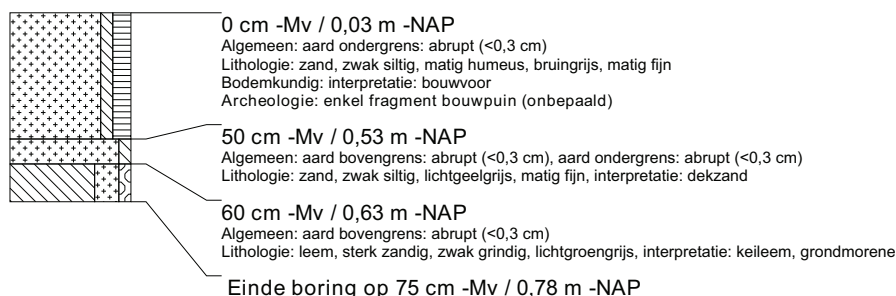 0 cm -Mv / 0,03 m -NAP
Algemeen: aard ondergrens: abrupt (<0,3 cm)
Lithologie: zand, zwak siltig, matig humeus, bruingrijs, matig fijn
Bodemkundig: interpretatie: bouwvoor
Archeologie: enkel fragment bouwpuin (onbepaald)
50 cm -Mv / 0,53 m -NAP
Algemeen: aard bovengrens: abrupt (<0,3 cm), aard ondergrens: abrupt (<0,3 cm)
Lithologie: zand, zwak siltig, lichtgeelgrijs, matig fijn, interpretatie: dekzand
60 cm -Mv / 0,63 m -NAP
Algemeen: aard bovengrens: abrupt (<0,3 cm)
Lithologie: leem, sterk zandig, zwak grindig, lichtgroengrijs, interpretatie: keileem, grondmorene
Einde boring op 75 cm -Mv / 0,78 m -NAP